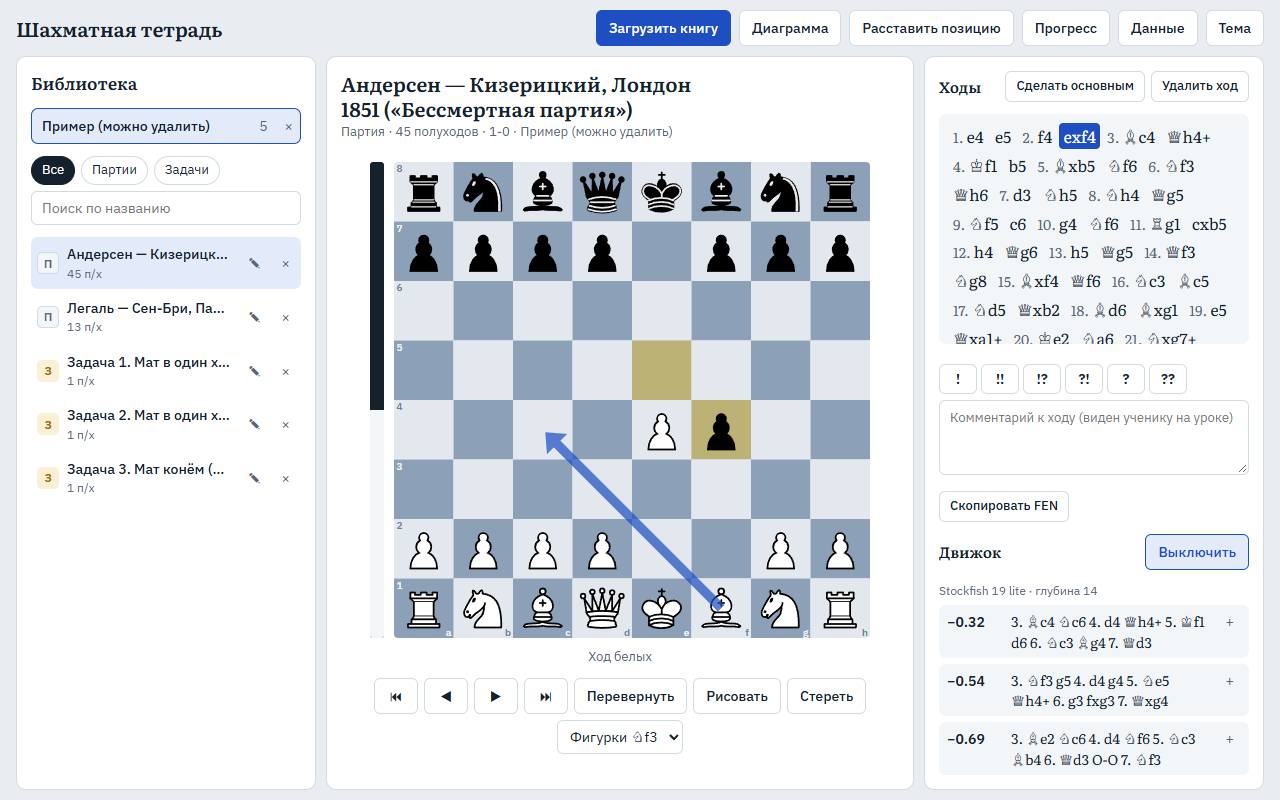 Шахматная тетрадь
Загрузить книгу
Диаграмма
Расставить позицию
Прогресс
Данные
Тема
Библиотека
Пример (можно удалить) 5 ×
Все
Партии
Задачи
Поиск по названию
П
Андерсен — Кизерицк...
45 п/х
×
П
Легаль — Сен-Бри, Па...
13 п/х
×
З
Задача 1. Мат в один х...
1 п/х
×
З
Задача 2. Мат в один х...
1 п/х
×
З
Задача 3. Мат конём (...
1 п/х
×
Андерсен — Кизерицкий, Лондон
1851 («Бессмертная партия»)
Партия · 45 полуходов · 1-0 · Пример (можно удалить)
8
7
6
5
4
3
2
1
a b c d e f g h
Ход белых
Перевернуть
Рисовать
Стереть
Фигурки ♘f3
Ходы
Сделать основным
Удалить ход
1. e4 e5 2. f4 exf4 3. ♗c4 ♕h4+
4. ♔f1 b5 5. ♗xb5 ♘f6 6. ♘f3
♕h6 7. d3 ♘h5 8. ♘h4 ♕g5
9. ♘f5 c6 10. g4 ♘f6 11. ♖g1 cxb5
12. h4 ♕g6 13. h5 ♕g5 14. ♕f3
♘g8 15. ♗xf4 ♕f6 16. ♘c3 ♗c5
17. ♘d5 ♕xb2 18. ♗d6 ♗xg1 19. e5
♕xa1+ 20. ♔e2 ♘a6 21. ♘xg7+
! !! !? ?! ? ??
Комментарий к ходу (виден ученику на уроке)
Скопировать FEN
Движок
Выключить
Stockfish 19 lite · глубина 14
−0.32 3. ♗c4 ♘c6 4. d4 ♕h4+ 5. ♔f1 +
d6 6. ♘c3 ♗g4 7. ♕d3
−0.54 3. ♘f3 g5 4. d4 g4 5. ♘e5 +
♕h4+ 6. g3 fxg3 7. ♕xg4
−0.69 3. ♗e2 ♘c6 4. d4 ♘f6 5. ♘c3 +
♗b4 6. ♕d3 O-O 7. ♘f3